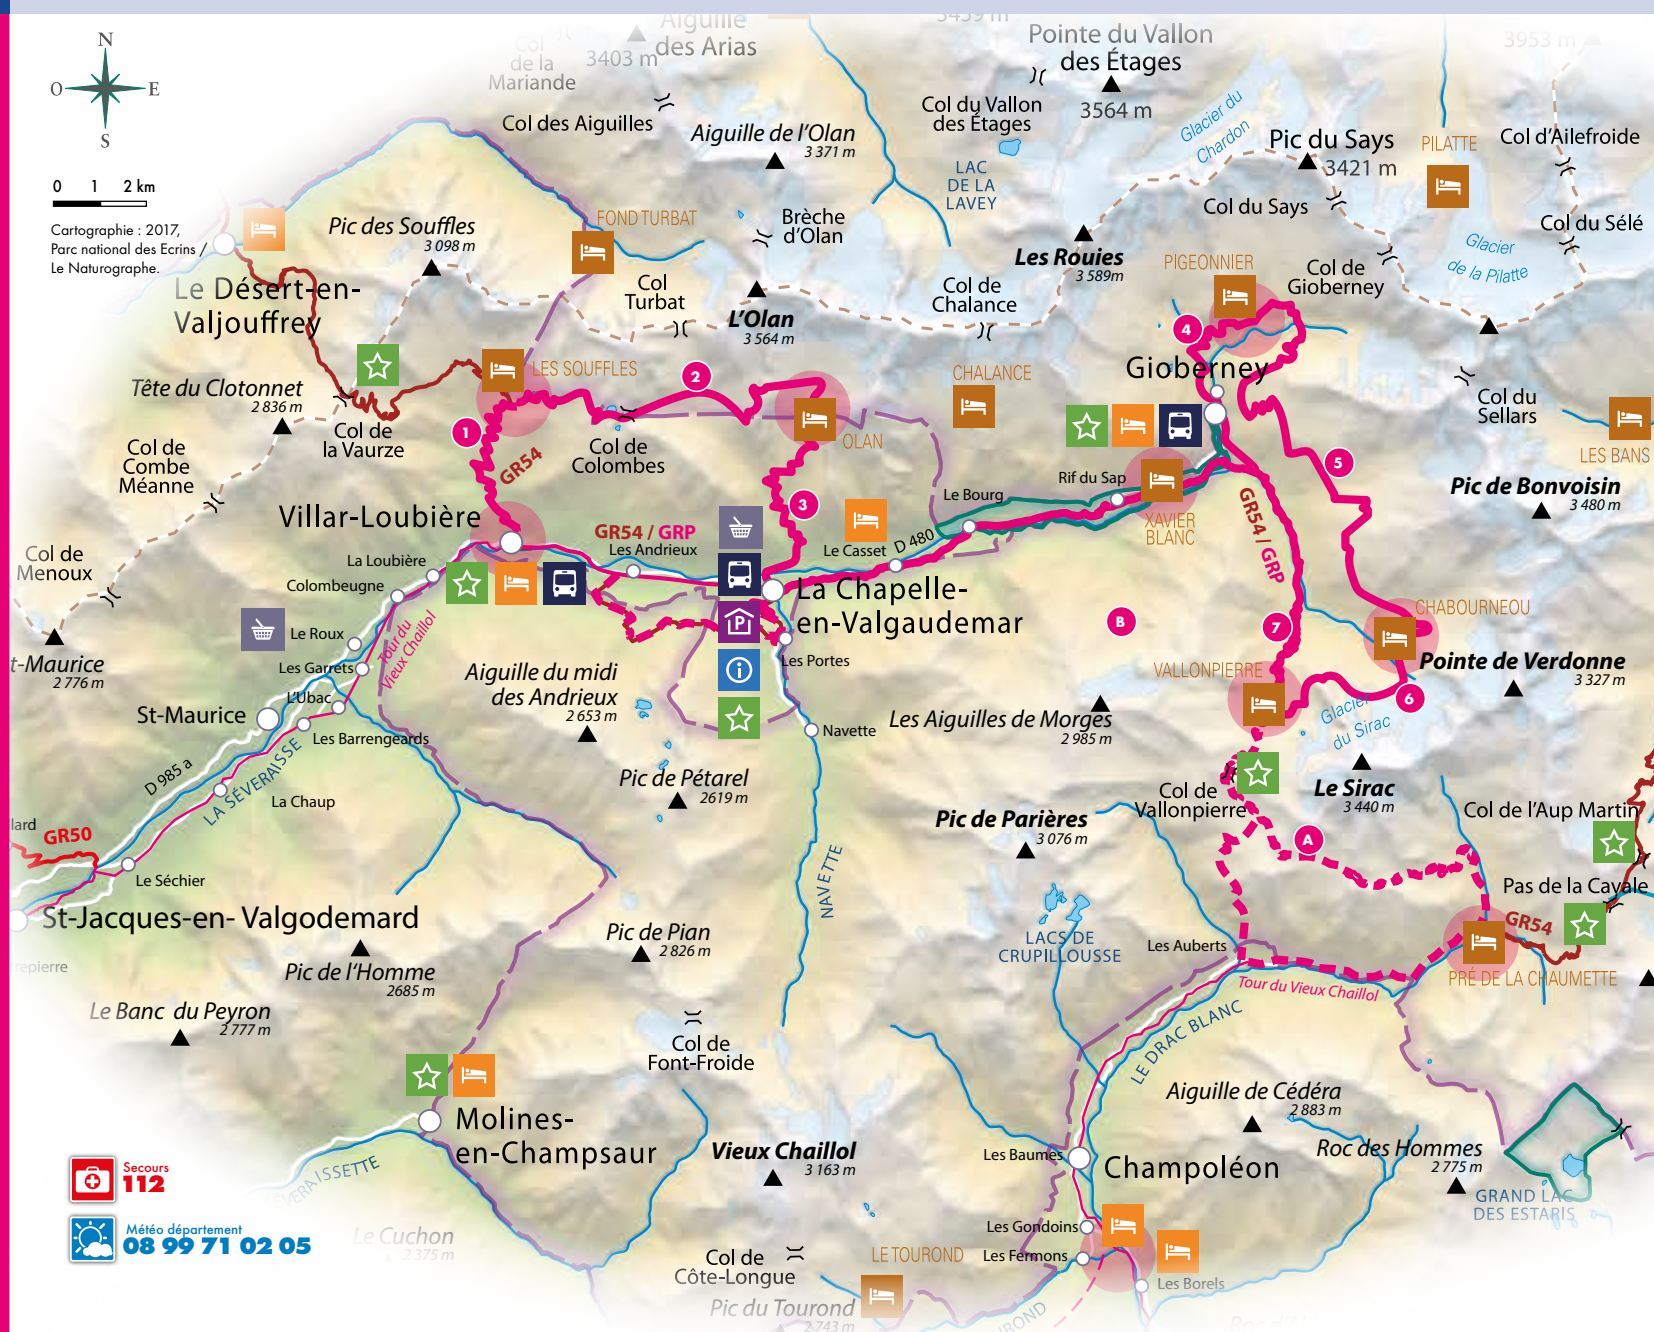 N
O
E
S
0 1 2 km
Cartographie : 2017,
Parc national des Ecrins /
Le Naturographe.
Col
de la
Mariande
3403 m
Aiguille
des Arias
3459 m
Pointe du Vallon
des Étages
3564 m
3953 m
Col des Aiguilles
Aiguille de l'Olan
3 371 m
Col du Vallon
des Étages
LAC
DE LA
LAVEY
Glacier du
Chardon
Pic du Says
3421 m
PILATTE
Col d'Ailefroide
Col du Says
Col du Sélé
Glacier
de la Pilatte
Pic des Souffles
3 098 m
FOND TURBAT
Brèche
d'Olan
Les Rouies
3 589m
PIGEONNIER
Col de
Gioberney
Le Désert-en-
Valjouffrey
Col
Turbat
L'Olan
3 564 m
Col de
Chalance
4
Gioberney
LES SOUFFLES
2
CHALANCE
Tête du Clotonnet
2 836 m
Col de
la Vaurze
1
GR54
Col de
Colombes
OLAN
Col du
Sellars
LES BANS
Col de
Combe
Méanne
Pic de Bonvoisin
3 480 m
5
Rif du Sap
Le Bourg
XAVIER
BLANC
GR54 / GRP
3
Villar-Loubière
GR54 / GRP
Les Andrieux
Le Casset
D 480
Col de
Menoux
La Loubière
Colombeugne
La Chapelle-
en-Valgaudemar
P
B
7
CHABOURNEOU
Le Roux
Tour du
Vieux Chaillol
Les Garrets
L'Ubac
Les Portes
VALLONPIERRE
Pointe de Verdonne
3 327 m
t-Maurice
2 776 m
Aiguille du midi
des Andrieux
2 653 m
St-Maurice
Les Barrengeards
Navette
Les Aiguilles de Morges
2 985 m
6
Glacier
du Sirac
D 985 a
LA SÉVERAISSE
La Chaup
Pic de Pétarel
2619 m
Col de
Vallonpierre
Le Sirac
3 440 m
Col de l'Aup Martin
lard
GR50
Pic de Parières
3 076 m
A
Le Séchier
NAVETTE
Pas de la Cavale
St-Jacques-en- Valgodemard
repierre
Pic de l'Homme
2685 m
Pic de Pian
2 826 m
LACS DE
CRUPILLOUSSE
Les Auberts
GR54
PRÉ DE LA CHAUMETTE
Tour du Vieux Chaillol
Le Banc du Peyron
2 777 m
Col de
Font-Froide
LE DRAC BLANC
Molines-
en-Champsaur
Aiguille de Cédéra
2 883 m
Vieux Chaillol
3 163 m
Les Baumes
Champoléon
Roc des Hommes
2 775 m
GRAND LAC
DES ESTARIS
Secours
112
Météo département
08 99 71 02 05
VERAISSETTE
Le Cuchon
2 375 m
Col de
Côte-Longue
LE TOUROND
Les Gondoins
Les Fermons
Les Borels
Pic du Tourond
2 743 m
UROND